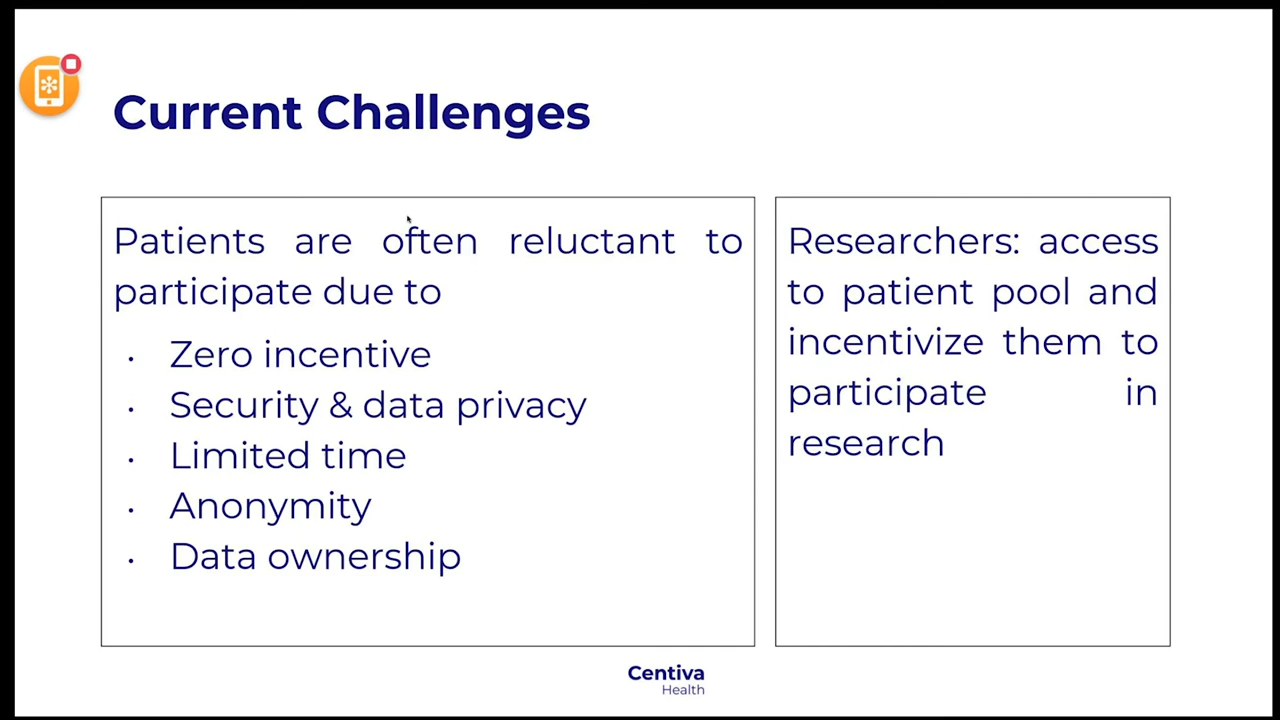 Current Challenges
Patients are often reluctant to
participate due to
· Zero incentive
· Security & data privacy
· Limited time
· Anonymity
· Data ownership
Researchers: access
to patient pool and
incentivize them to
participate in
research
Centiva
Health